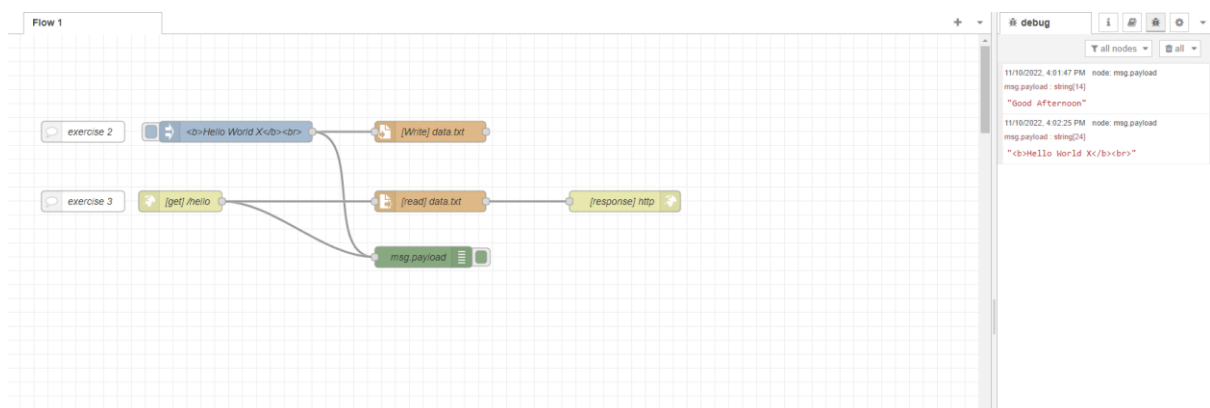 Flow 1
debug
all nodes
all
11/10/2022, 4:01:47 PM node: msg.payload
msg.payload : string[14]
"Good Afternoon"
11/10/2022, 4:02:25 PM node: msg.payload
msg.payload : string[24]
"<b>Hello World X</b><br>"
exercise 2
<b>Hello World X</b><br>
[Write] data.txt
exercise 3
[get] /hello
[read] data.txt
[response] http
msg.payload